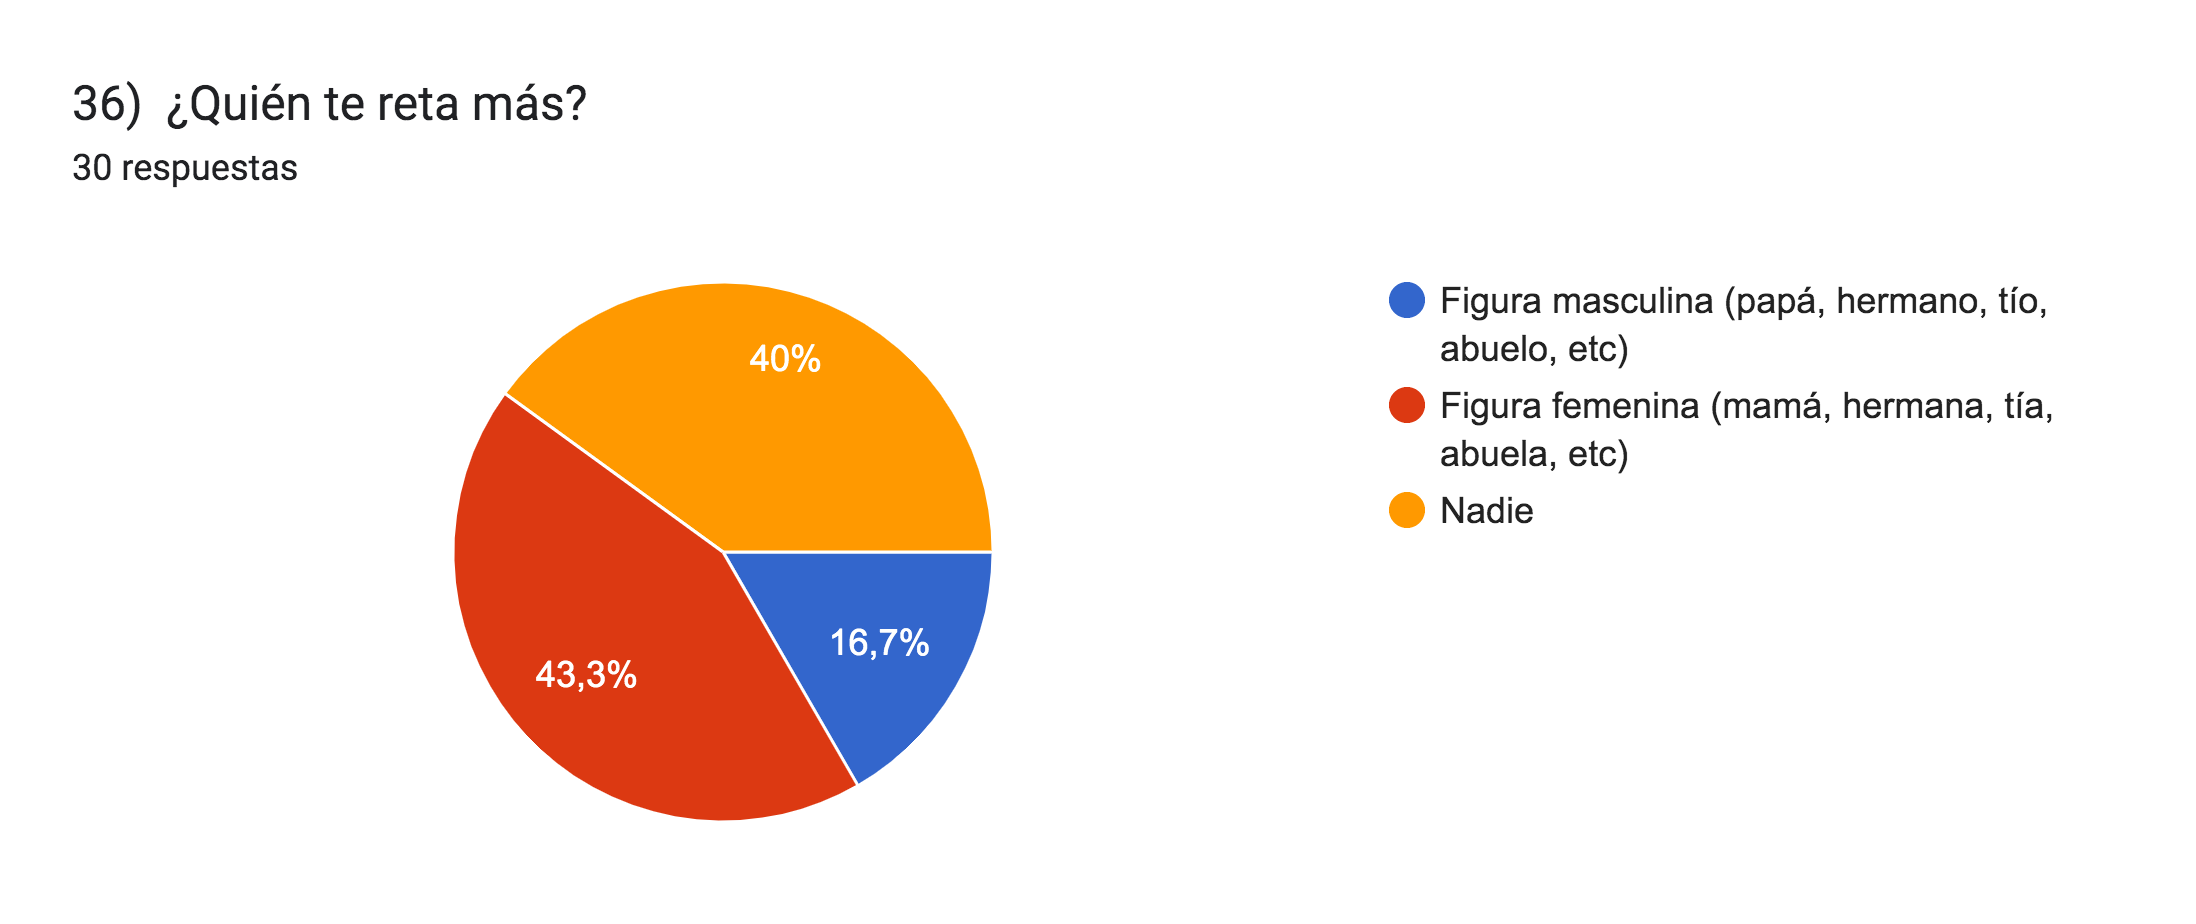 36) ¿Quién te reta más?
30 respuestas
40%
16,7%
43,3%
Figura masculina (papá, hermano, tío,
abuelo, etc)
Figura femenina (mamá, hermana, tía,
abuela, etc)
Nadie